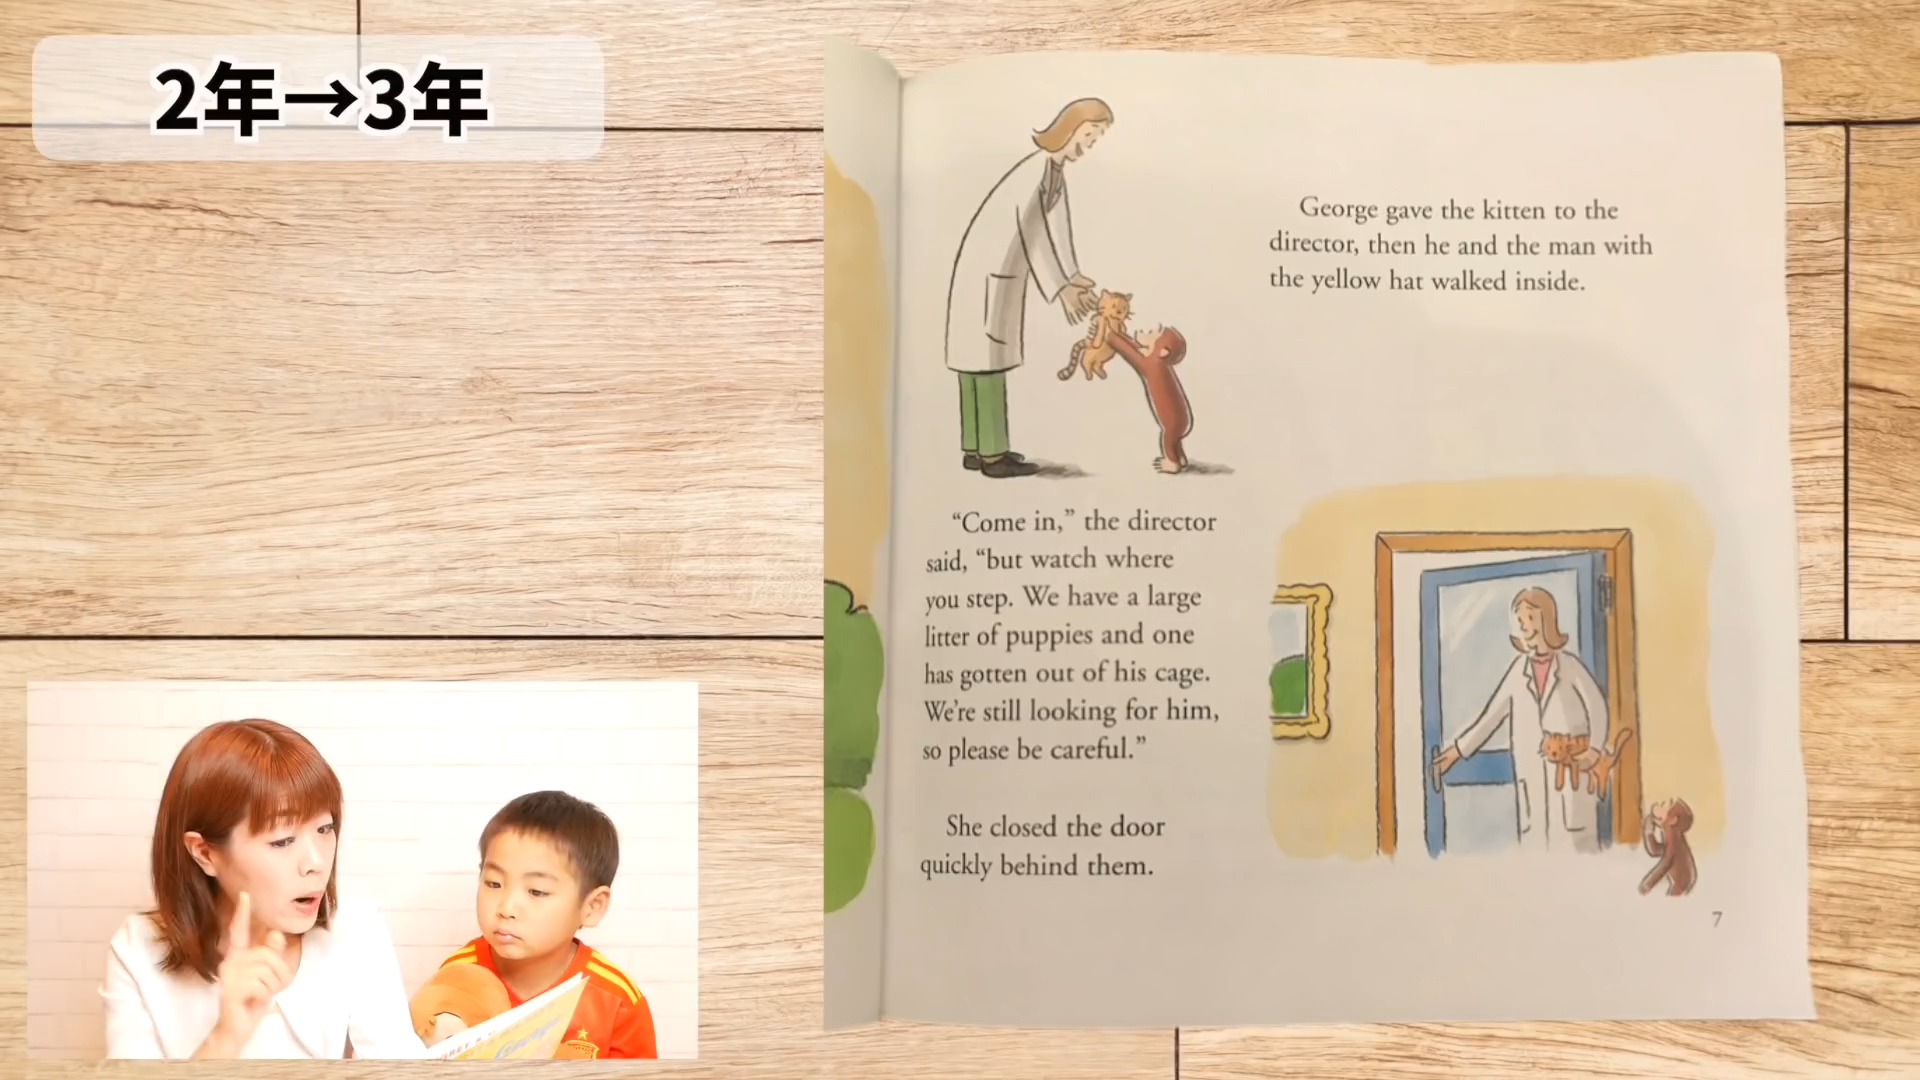 2年→3年
George gave the kitten to the
director, then he and the man with
the yellow hat walked inside.
“Come in,” the director
said, “but watch where
you step. We have a large
litter of puppies and one
has gotten out of his cage.
We’re still looking for him,
so please be careful.”
She closed the door
quickly behind them.
7